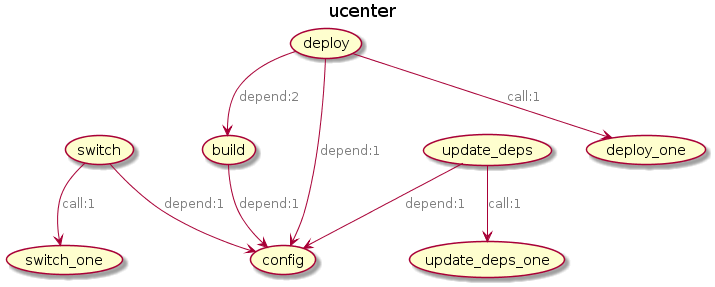 ucenter
deploy
depend:2
call:1
switch
build
depend:1
update_deps
deploy_one
call:1
depend:1
depend:1
depend:1
call:1
switch_one
config
update_deps_one